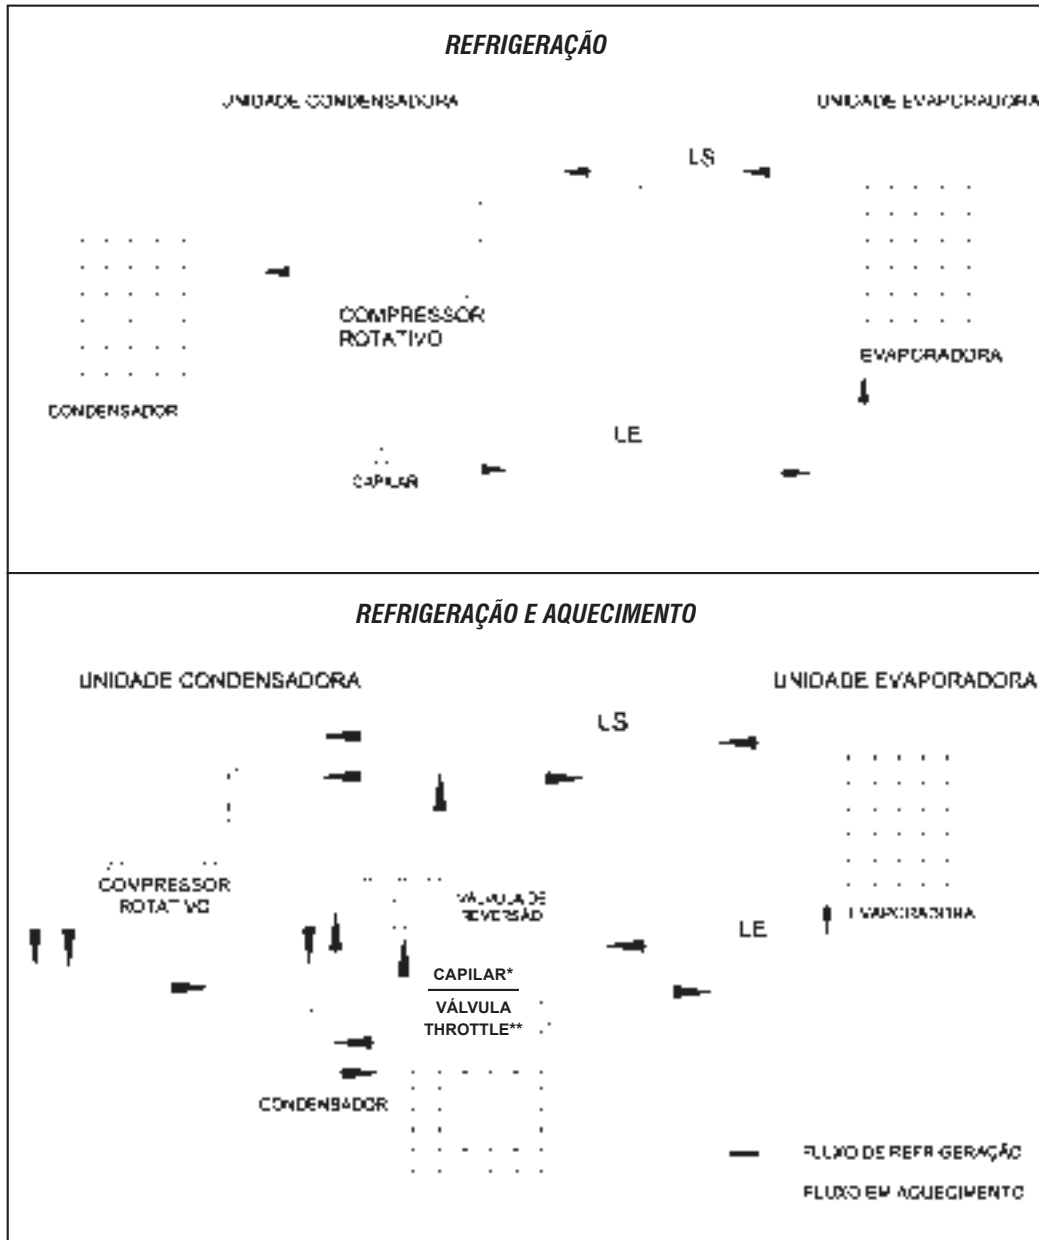 REFRIGERAÇÃO
UNIDADE CONDENSADORA
UNIDADE EVAPORADORA
LS
COMPRESSOR
ROTATIVO
EVAPORADORA
CONDENSADOR
LE
CAPILAR
REFRIGERAÇÃO E AQUECIMENTO
UNIDADE CONDENSADORA
UNIDADE EVAPORADORA
LS
COMPRESSOR
ROTATIVO
VÁLVULA DE
REVERSÃO
EVAPORADORA
LE
CAPILAR*
VÁLVULA
THROTTLE**
CONDENSADOR
FLUXO DE REFRIGERAÇÃO
FLUXO EM AQUECIMENTO